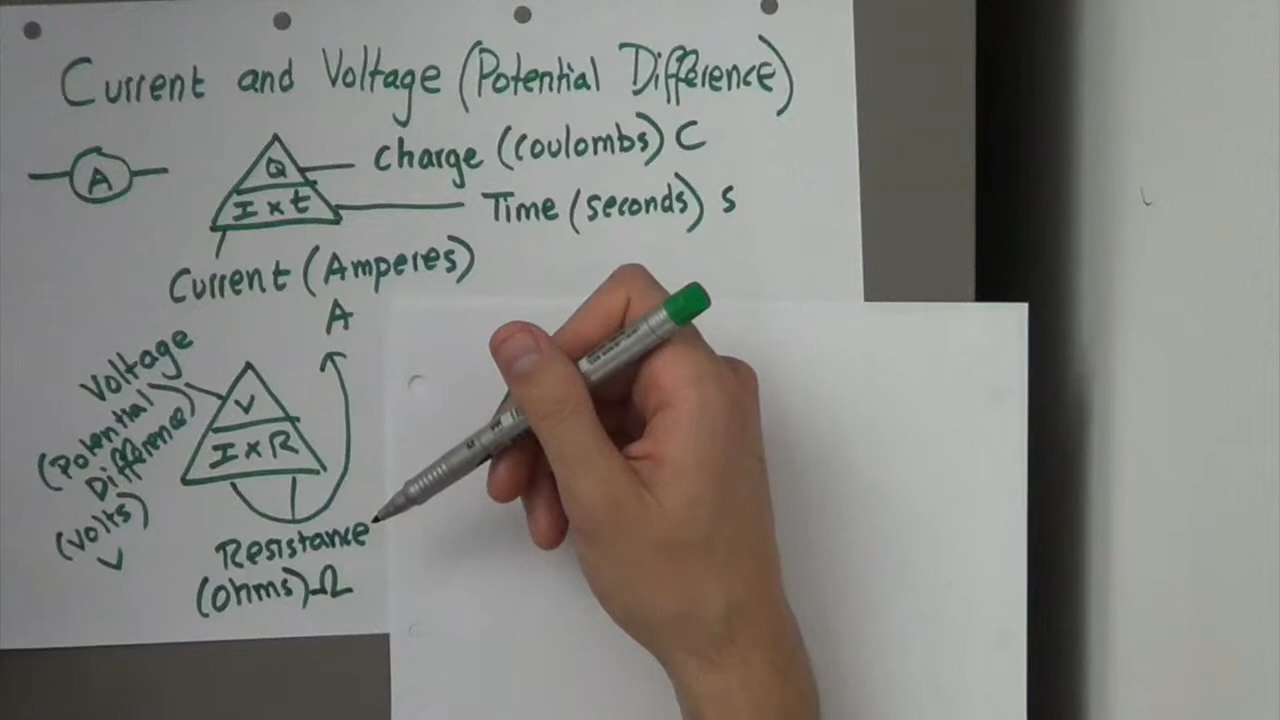 Current and Voltage (Potential Difference)
A
Q
Charge (Coulombs) C
I x t
Time (seconds) s
Current (Amperes)
A
Voltage
(Potential
Difference)
(volts)
V
V
I x R
Resistance
(ohms) Ω